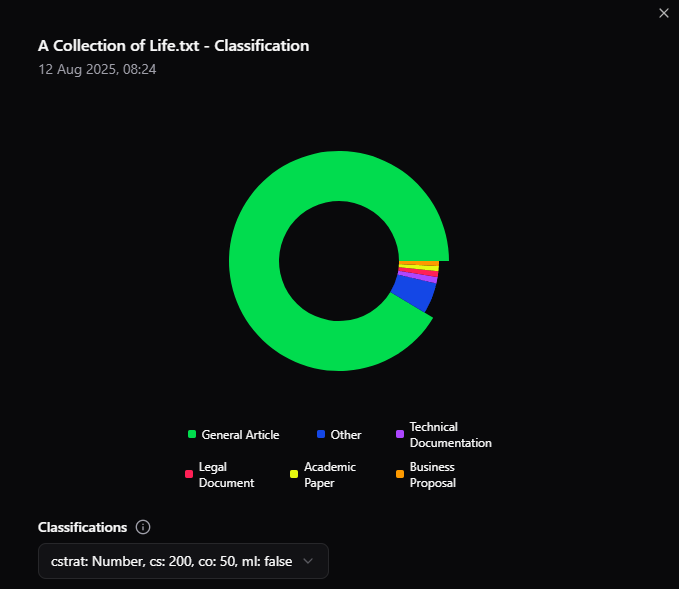 A Collection of Life.txt - Classification
12 Aug 2025, 08:24
General Article
Other
Technical
Documentation
Legal
Document
Academic
Paper
Business
Proposal
Classifications
cstrat: Number, cs: 200, co: 50, ml: false